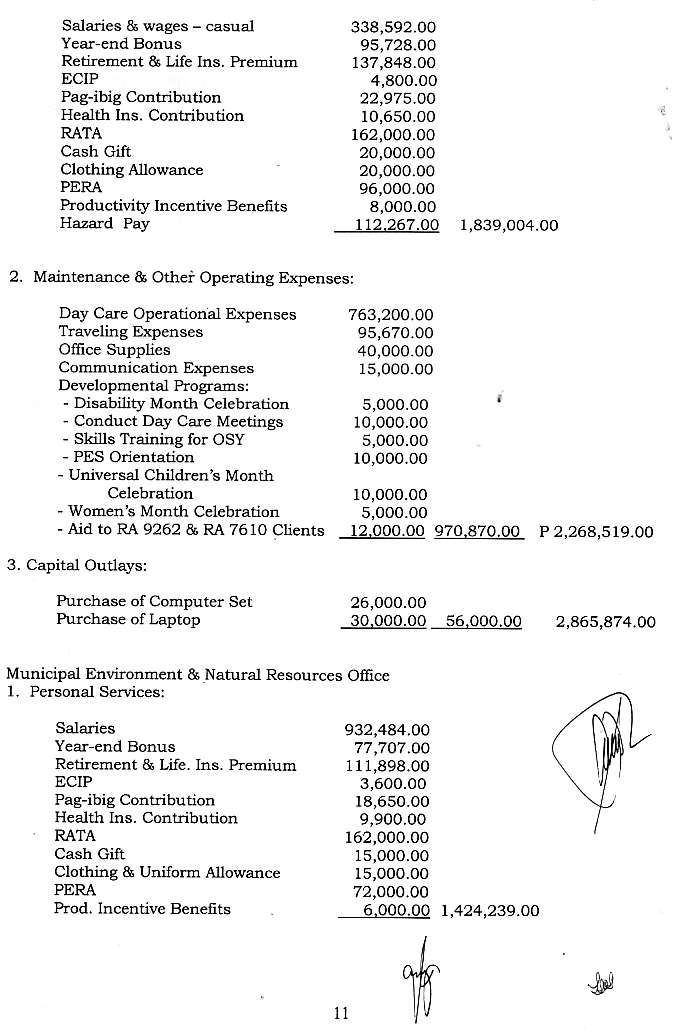 Salaries & wages – casual 338,592.00
Year-end Bonus 95,728.00
Retirement & Life Ins. Premium 137,848.00
ECIP 4,800.00
Pag-ibig Contribution 22,975.00
Health Ins. Contribution 10,650.00
RATA 162,000.00
Cash Gift 20,000.00
Clothing Allowance 20,000.00
PERA 96,000.00
Productivity Incentive Benefits 8,000.00
Hazard Pay 112,267.00 1,839,004.00
2. Maintenance & Other Operating Expenses:
Day Care Operational Expenses 763,200.00
Traveling Expenses 95,670.00
Office Supplies 40,000.00
Communication Expenses 15,000.00
Developmental Programs:
- Disability Month Celebration 5,000.00
- Conduct Day Care Meetings 10,000.00
- Skills Training for OSY 5,000.00
- PES Orientation 10,000.00
- Universal Children's Month
Celebration 10,000.00
- Women's Month Celebration 5,000.00
- Aid to RA 9262 & RA 7610 Clients 12,000.00 970,870.00 P 2,268,519.00
3. Capital Outlays:
Purchase of Computer Set 26,000.00
Purchase of Laptop 30,000.00 56,000.00 2,865,874.00
Municipal Environment & Natural Resources Office
1. Personal Services:
Salaries 932,484.00
Year-end Bonus 77,707.00
Retirement & Life. Ins. Premium 111,898.00
ECIP 3,600.00
Pag-ibig Contribution 18,650.00
Health Ins. Contribution 9,900.00
RATA 162,000.00
Cash Gift 15,000.00
Clothing & Uniform Allowance 15,000.00
PERA 72,000.00
Prod. Incentive Benefits 6,000.00 1,424,239.00
11